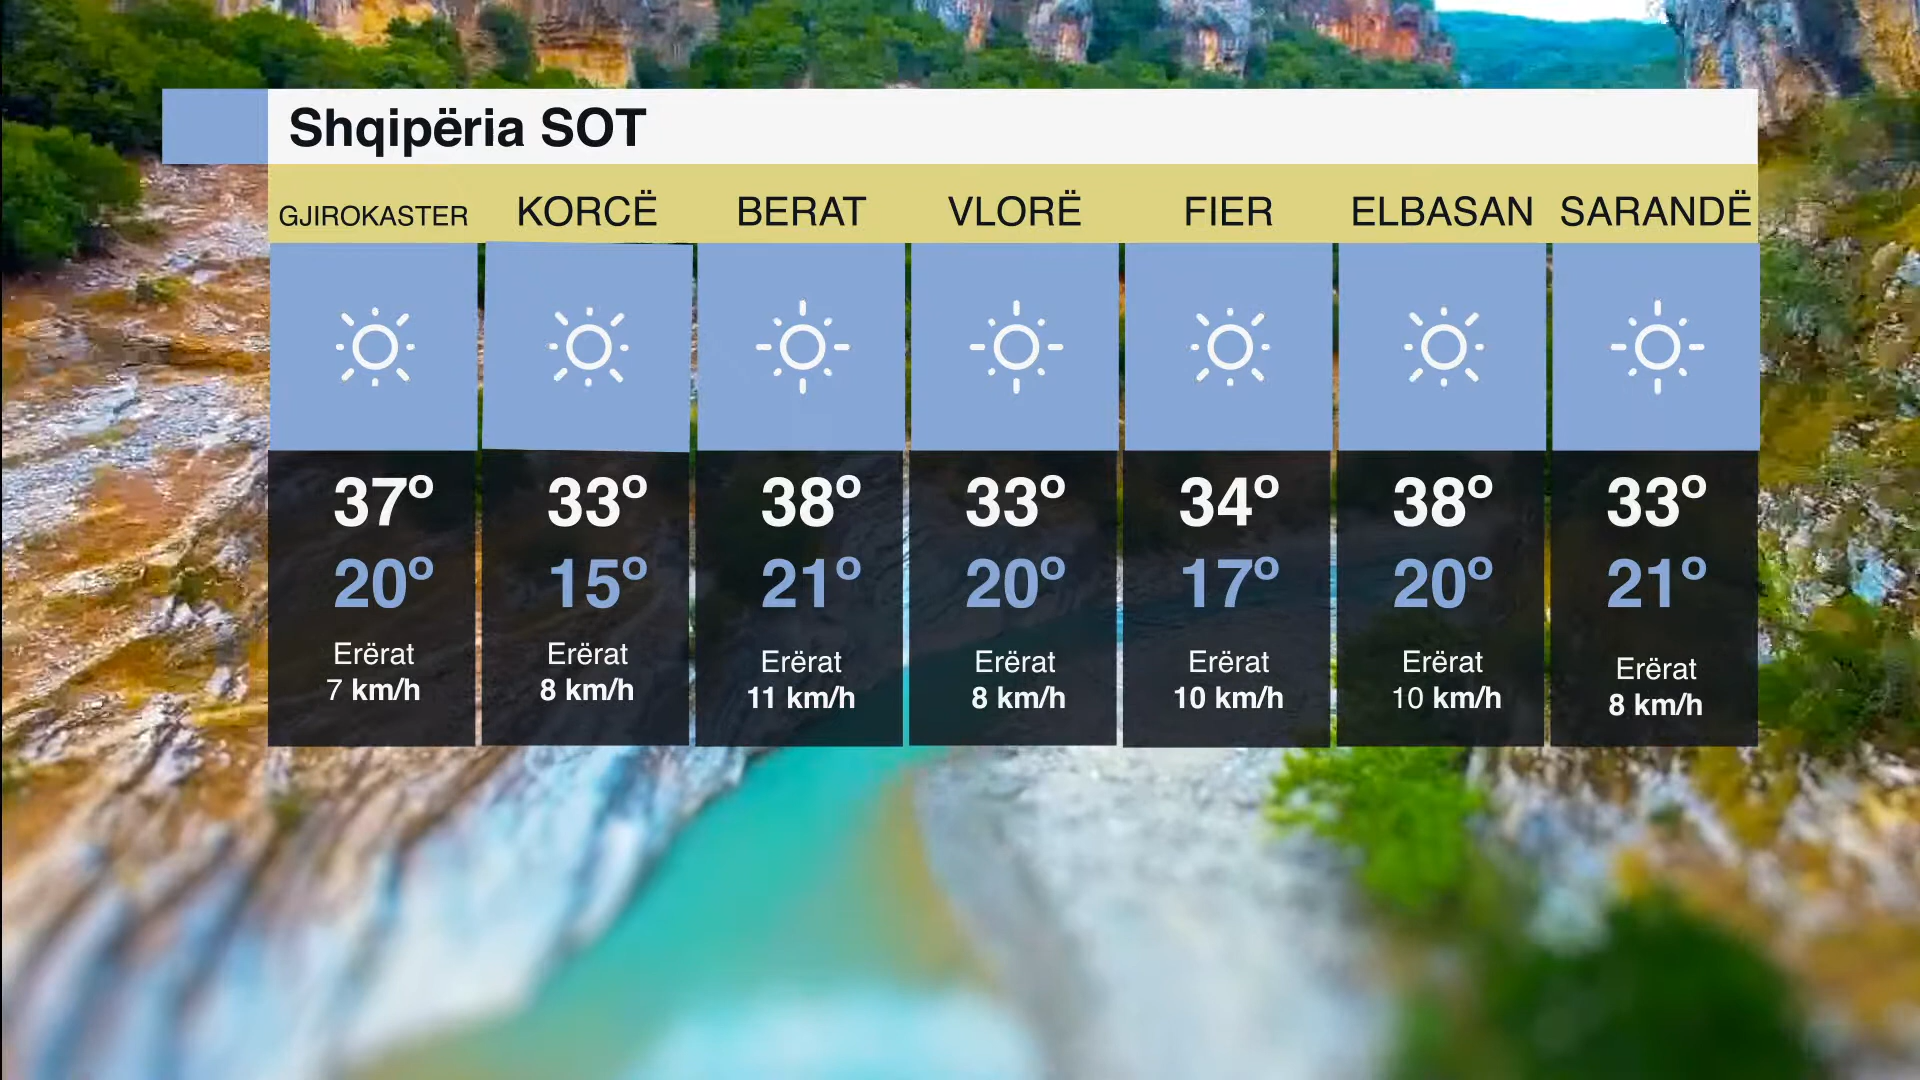 Shqipëria SOT
GJIROKASTER KORCË BERAT VLORË FIER ELBASAN SARANDË
37° 33° 38° 33° 34° 38° 33°
20° 15° 21° 20° 17° 20° 21°
Erërat Erërat Erërat Erërat Erërat Erërat Erërat
7 km/h 8 km/h 11 km/h 8 km/h 10 km/h 10 km/h 8 km/h